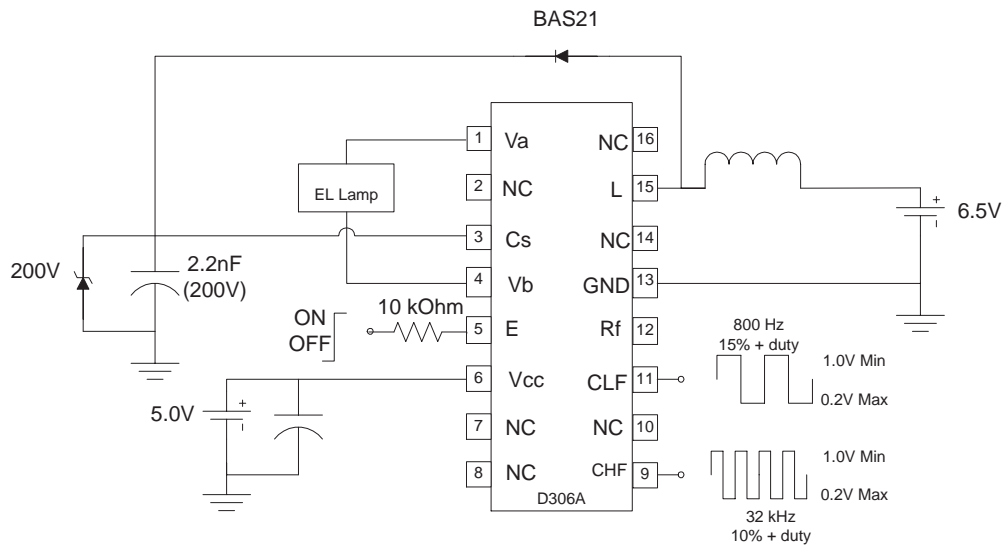 BAS21
1
Va
NC
16
2
NC
L
15
EL Lamp
+
6.5V
3
Cs
NC
14
200V
2.2nF
(200V)
4
Vb
GND
13
ON
OFF
10 kOhm
5
E
Rf
12
800 Hz
15% + duty
1.0V Min
0.2V Max
6
Vcc
CLF
11
5.0V
+
7
NC
NC
10
8
NC
CHF
9
1.0V Min
0.2V Max
D306A
32 kHz
10% + duty